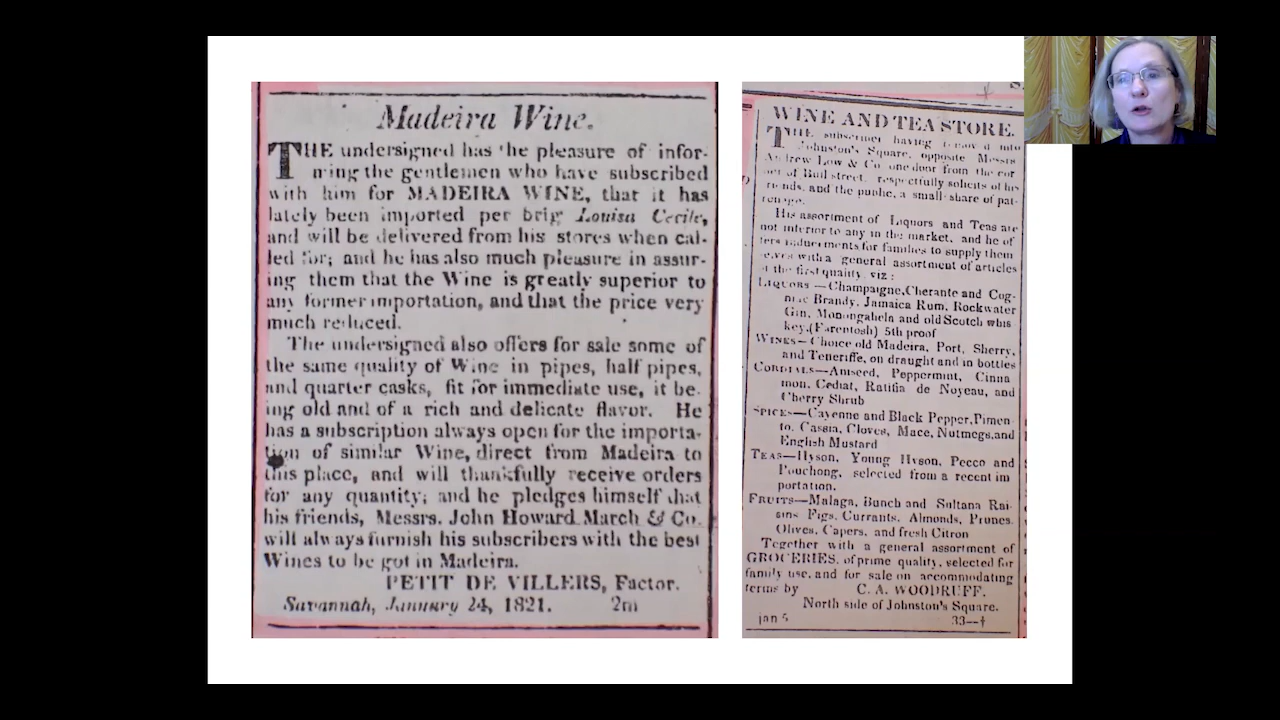 Madeira Wine.
THE undersigned has the pleasure of infor-
ming the gentlemen who have subscribed
with him for MADEIRA WINE, that it has
lately been imported per brig Louisa Cecile,
and will be delivered from his stores when cal-
led for; and he has also much pleasure in assur-
ing them that the Wine is greatly superior to
any former importation, and that the price very
much reduced.
The undersigned also offers for sale some of
the same quality of Wine in pipes, half pipes,
and quarter casks, fit for immediate use, it be-
ing old and of a rich and delicate flavor. He
has a subscription always open for the importa-
tion of similar Wine, direct from Madeira to
this place, and will thankfully receive orders
for any quantity; and he pledges himself that
his friends, Messrs. John Howard March & Co.
will always furnish his subscribers with the best
Wines to be got in Madeira.
PETIT DE VILLERS, Factor.
Savannah, January 24, 1821. 2m
WINE AND TEA STORE.
THE subscriber having remov'd into
Johnston's Square, opposite Messrs
Andrew Low & Co. one door from the cor
ner of Bull street, respectfully solicits of his
friends, and the public, a small share of pat-
ronage.
His assortment of Liquors and Teas are
not inferior to any in the market, and he of
fers inducements for families to supply them
selves with a general assortment of articles
of the first quality, viz:
LIQUORS—Champaigne, Cherante and Cog-
niac Brandy, Jamaica Rum, Rockwater
Gin, Monongahela and old Scotch whis
key, (Farentosh) 5th proof
WINES—Choice old Madeira, Port, Sherry,
and Teneriffe, on draught and in bottles
CORDIALS—Aniseed, Peppermint, Cinna
mon, Cediat, Ratifia de Noyeau, and
Cherry Shrub
SPICES—Cayenne and Black Pepper, Pimen-
to, Cassia, Cloves, Mace, Nutmegs, and
English Mustard
TEAS—Hyson, Young Hyson, Pecco and
Pouchong, selected from a recent im
portation.
FRUITS—Malaga, Bunch and Sultana Rai-
sins Figs, Currants, Almonds, Prunes.
Olives, Capers, and fresh Citron
Together with a general assortment of
GROCERIES, of prime quality, selected for
family use, and for sale on accommodating
terms by C. A. WOODRUFF.
North side of Johnston's Square.
jan 5 33—†